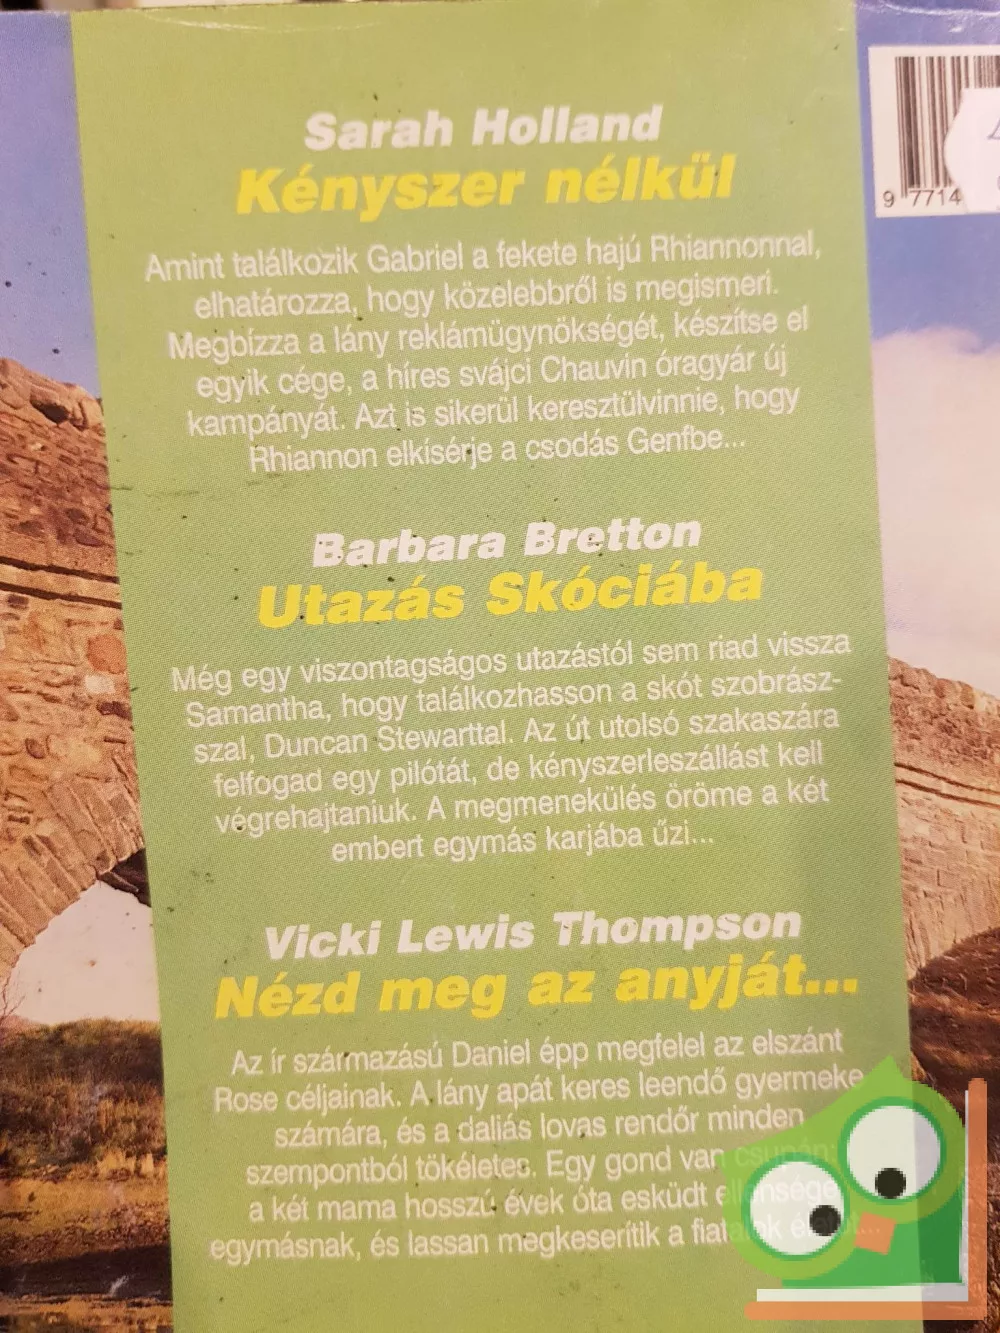 Sarah Holland
Kényszer nélkül
Amint találkozik Gabriel a fekete hajú Rhiannonnal,
elhatározza, hogy közelebbről is megismeri.
Megbízza a lány reklámügynökségét, készítse el
egyik cége, a híres svájci Chauvin óragyár új
kampányát. Azt is sikerül keresztülvinnie, hogy
Rhiannon elkísérje a csodás Genfbe...
Barbara Bretton
Utazás Skóciába
Még egy viszontagságos utazástól sem riad vissza
Samantha, hogy találkozhasson a skót szobrász-
szal, Duncan Stewarttal. Az út utolsó szakaszára
felfogad egy pilótát, de kényszerleszállást kell
végrehajtaniuk. A megmenekülés öröme a két
embert egymás karjába űzi...
Vicki Lewis Thompson
Nézd meg az anyját...
Az ír származású Daniel épp megfelel az elszánt
Rose céljainak. A lány apát keres leendő gyermeke
számára, és a daliás lovas rendőr minden
szempontból tökéletes. Egy gond van csupán:
a két mama hosszú évek óta esküdt ellensége
egymásnak, és lassan megkeserítik a fiatalok életét...
9 7714